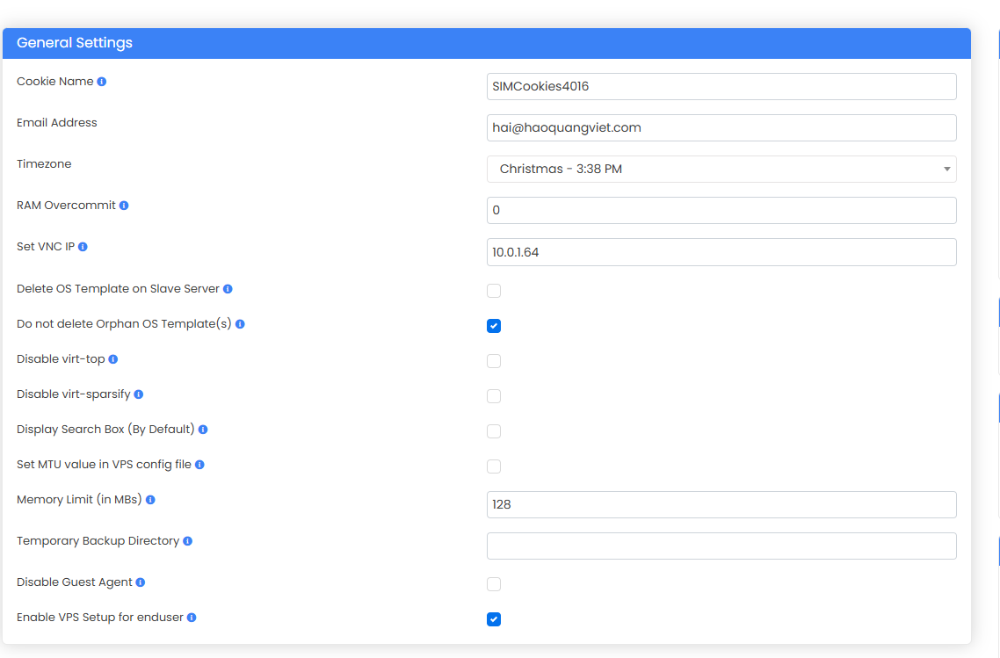 General Settings
Cookie Name
SIMCookies4016
Email Address
hai@haoquangviet.com
Timezone
Christmas - 3:38 PM
RAM Overcommit
0
Set VNC IP
10.0.1.64
Delete OS Template on Slave Server
Do not delete Orphan OS Template(s)
Disable virt-top
Disable virt-sparsify
Display Search Box (By Default)
Set MTU value in VPS config file
Memory Limit (in MBs)
128
Temporary Backup Directory
Disable Guest Agent
Enable VPS Setup for enduser